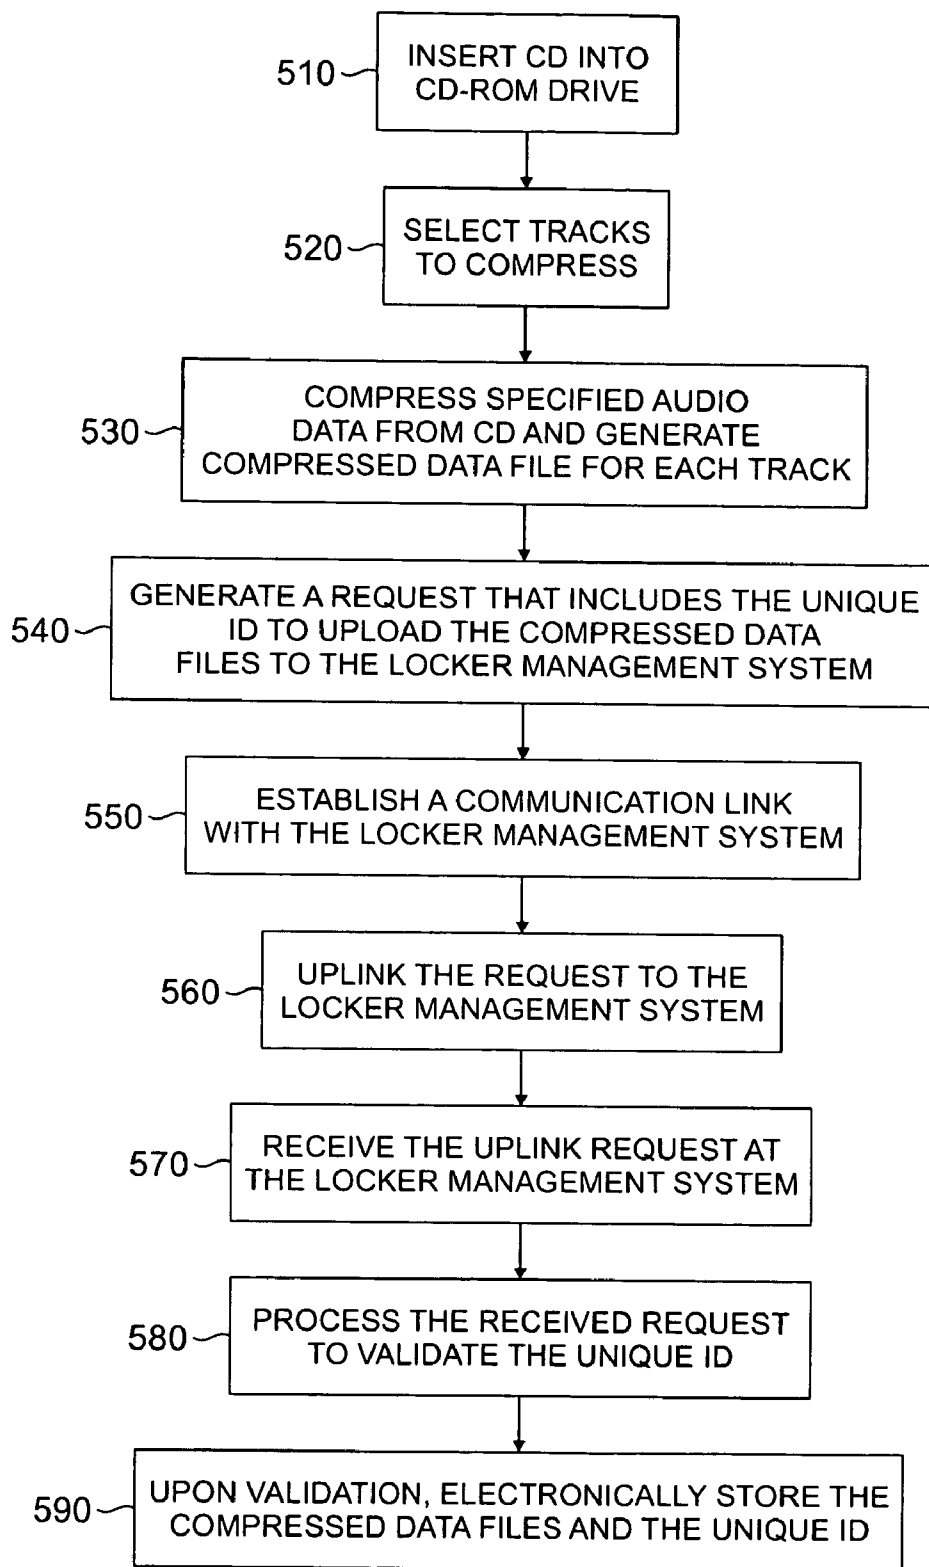 510
INSERT CD INTO
CD-ROM DRIVE
520
SELECT TRACKS
TO COMPRESS
530
COMPRESS SPECIFIED AUDIO
DATA FROM CD AND GENERATE
COMPRESSED DATA FILE FOR EACH TRACK
540
GENERATE A REQUEST THAT INCLUDES THE UNIQUE
ID TO UPLOAD THE COMPRESSED DATA
FILES TO THE LOCKER MANAGEMENT SYSTEM
550
ESTABLISH A COMMUNICATION LINK
WITH THE LOCKER MANAGEMENT SYSTEM
560
UPLINK THE REQUEST TO THE
LOCKER MANAGEMENT SYSTEM
570
RECEIVE THE UPLINK REQUEST AT
THE LOCKER MANAGEMENT SYSTEM
580
PROCESS THE RECEIVED REQUEST
TO VALIDATE THE UNIQUE ID
590
UPON VALIDATION, ELECTRONICALLY STORE THE
COMPRESSED DATA FILES AND THE UNIQUE ID